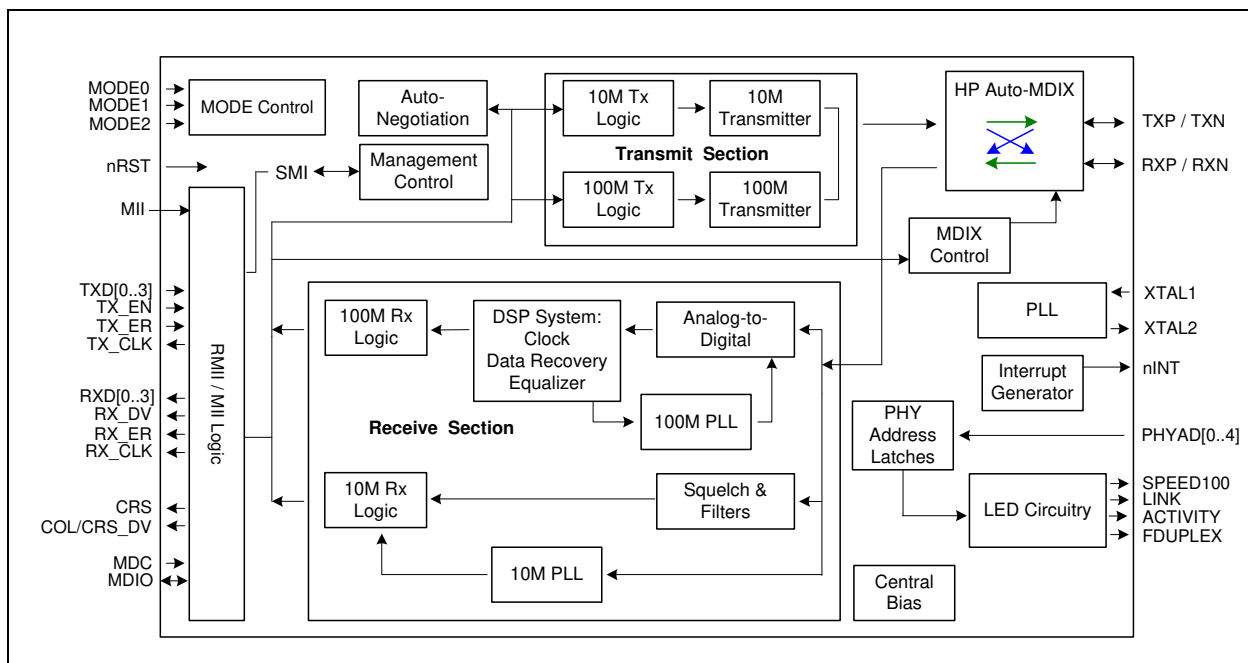 MODE0
MODE1
MODE2
nRST
MII
TXD[0..3]
TX_EN
TX_ER
TX_CLK
RXD[0..3]
RX_DV
RX_ER
RX_CLK
CRS
COL/CRS_DV
MDC
MDIO
MODE Control
RMII / MII Logic
SMI
Auto-
Negotiation
Management
Control
10M Tx
Logic
10M
Transmitter
Transmit Section
100M Tx
Logic
100M
Transmitter
100M Rx
Logic
DSP System:
Clock
Data Recovery
Equalizer
Analog-to-
Digital
100M PLL
Receive Section
10M Rx
Logic
Squelch &
Filters
10M PLL
HP Auto-MDIX
MDIX
Control
PLL
Interrupt
Generator
PHY
Address
Latches
LED Circuitry
Central
Bias
TXP / TXN
RXP / RXN
XTAL1
XTAL2
nINT
PHYAD[0..4]
SPEED100
LINK
ACTIVITY
FDUPLEX